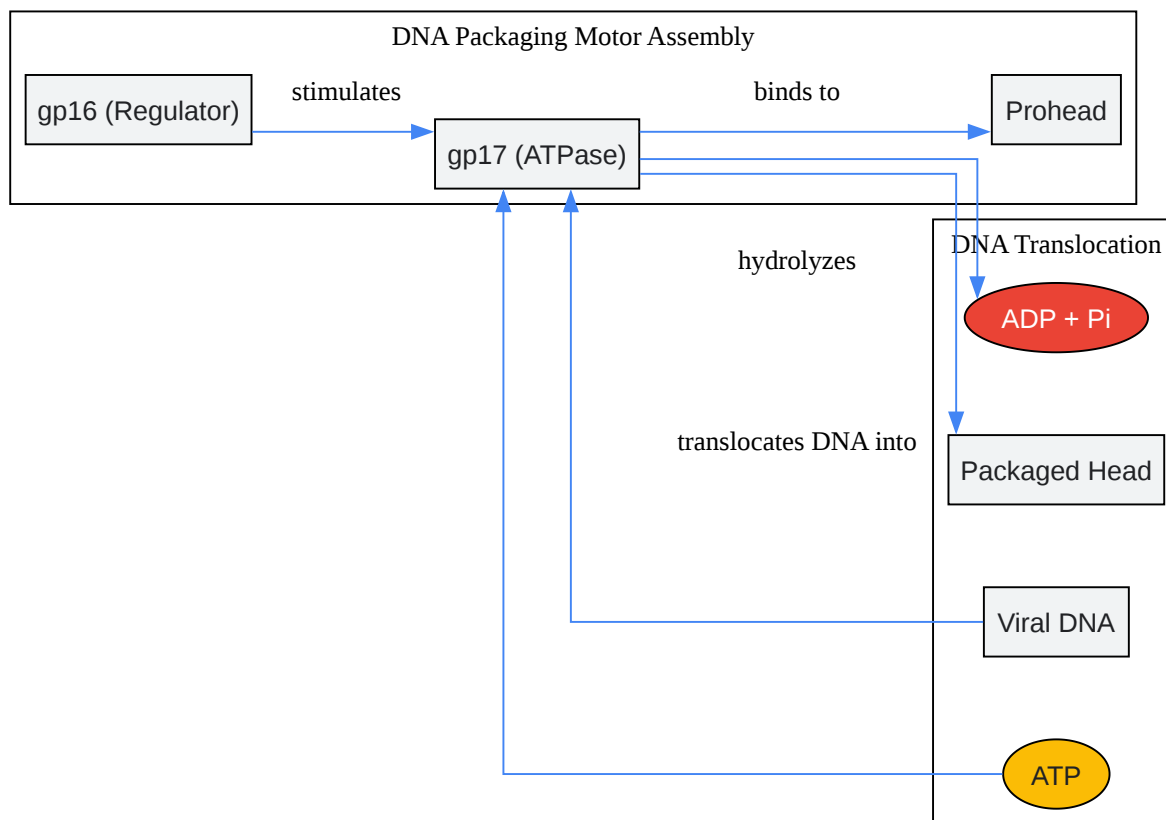 DNA Packaging Motor Assembly
gp16 (Regulator)
stimulates
gp17 (ATPase)
binds to
Prohead
DNA Translocation
hydrolyzes
ADP + Pi
translocates DNA into
Packaged Head
Viral DNA
ATP